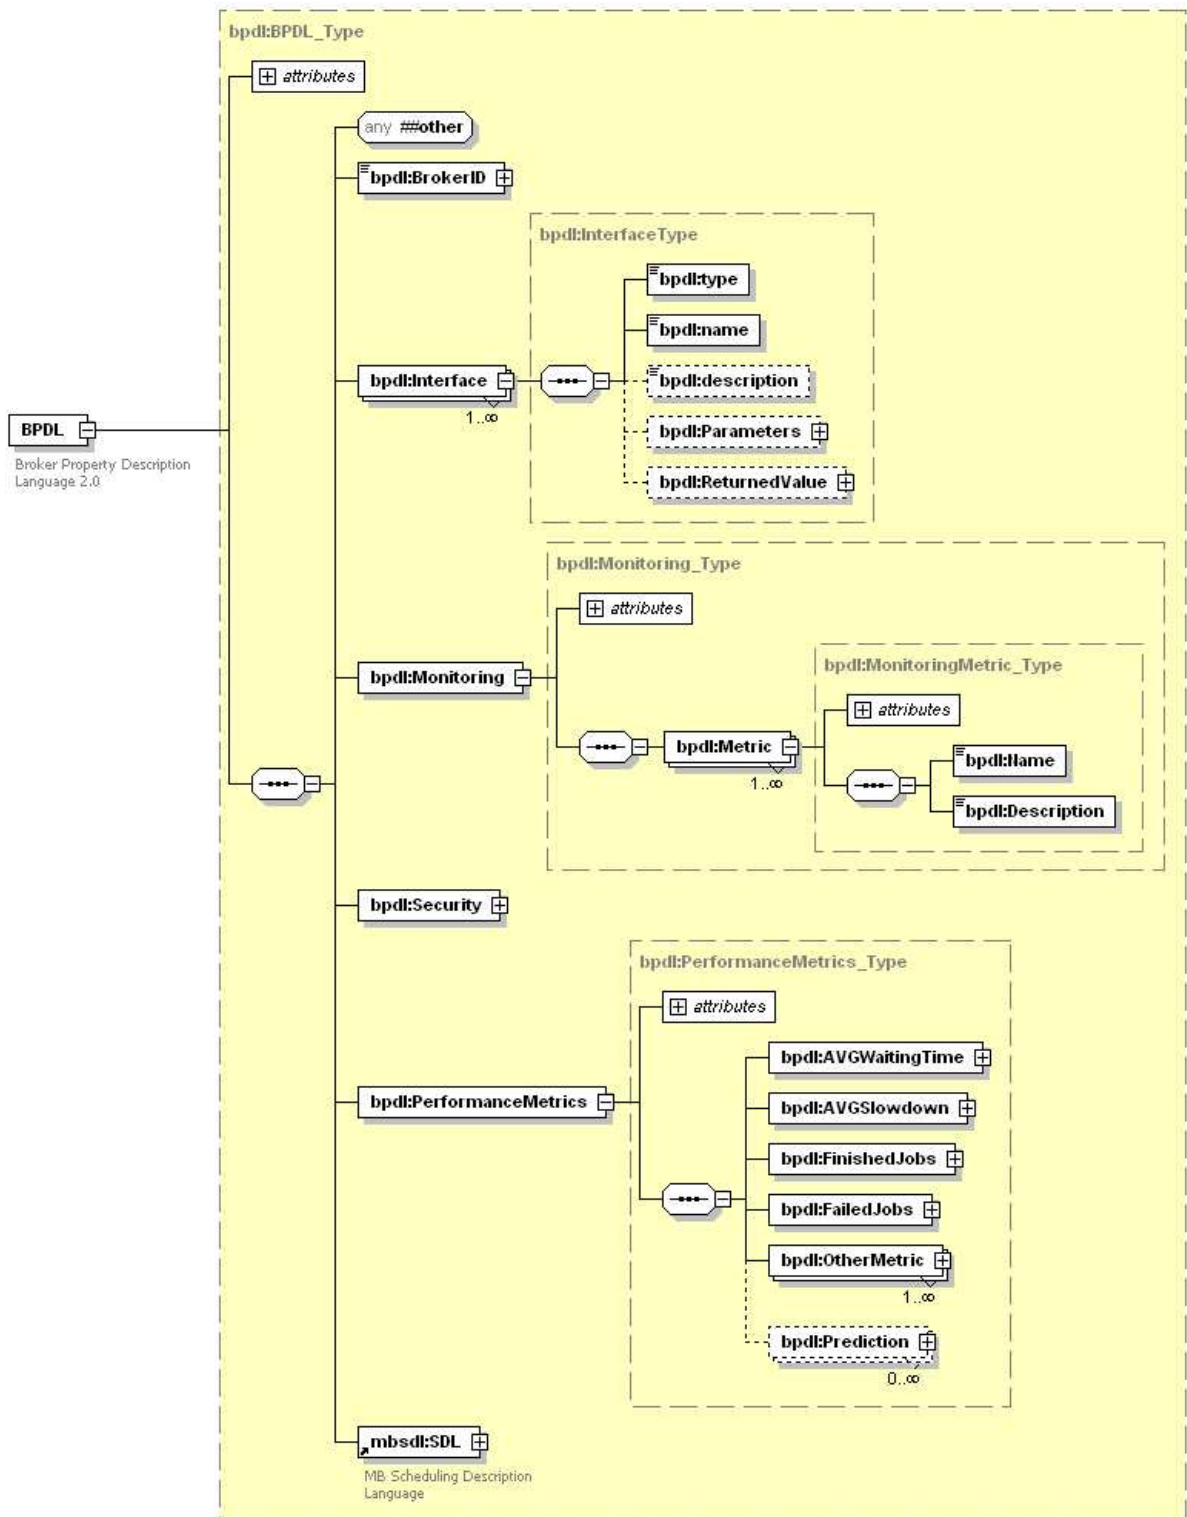 bpdl:BPDL_Type
attributes
any ##other
bpdl:BrokerID
bpdl:InterfaceType
bpdl:type
bpdl:name
bpdl:Interface
bpdl:description
1..∞
bpdl:Parameters
BPDL
Broker Property Description
Language 2.0
bpdl:ReturnedValue
bpdl:Monitoring_Type
attributes
bpdl:MonitoringMetric_Type
bpdl:Monitoring
attributes
bpdl:Metric
1..∞
bpdl:Name
bpdl:Description
bpdl:Security
bpdl:PerformanceMetrics_Type
attributes
bpdl:AVGWaitingTime
bpdl:PerformanceMetrics
bpdl:AVGSlowdown
bpdl:FinishedJobs
bpdl:FailedJobs
bpdl:OtherMetric
1..∞
bpdl:Prediction
0..∞
mbsdl:SDL
MB Scheduling Description
Language